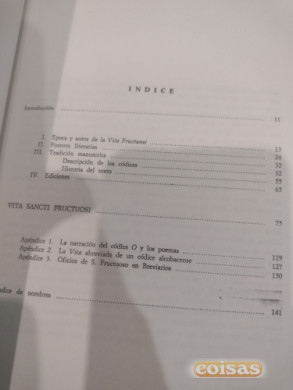 INDICE
Introducción 11
I. Epoca y autor de la Vita Fructuosi 13
II. Fuentes literarias 26
III. Tradición manuscrita 32
Descripción de los códices 32
Historia del texto 55
IV. Ediciones 65
VITA SANCTI FRUCTUOSI 75
Apéndice 1. La narración del códice O y los poemas 119
Apéndice 2. La Vita abreviada de un códice alcobacense 127
Apéndice 3. Oficios de S. Fructuoso en Breviarios 130
dice de nombres 141
coisas